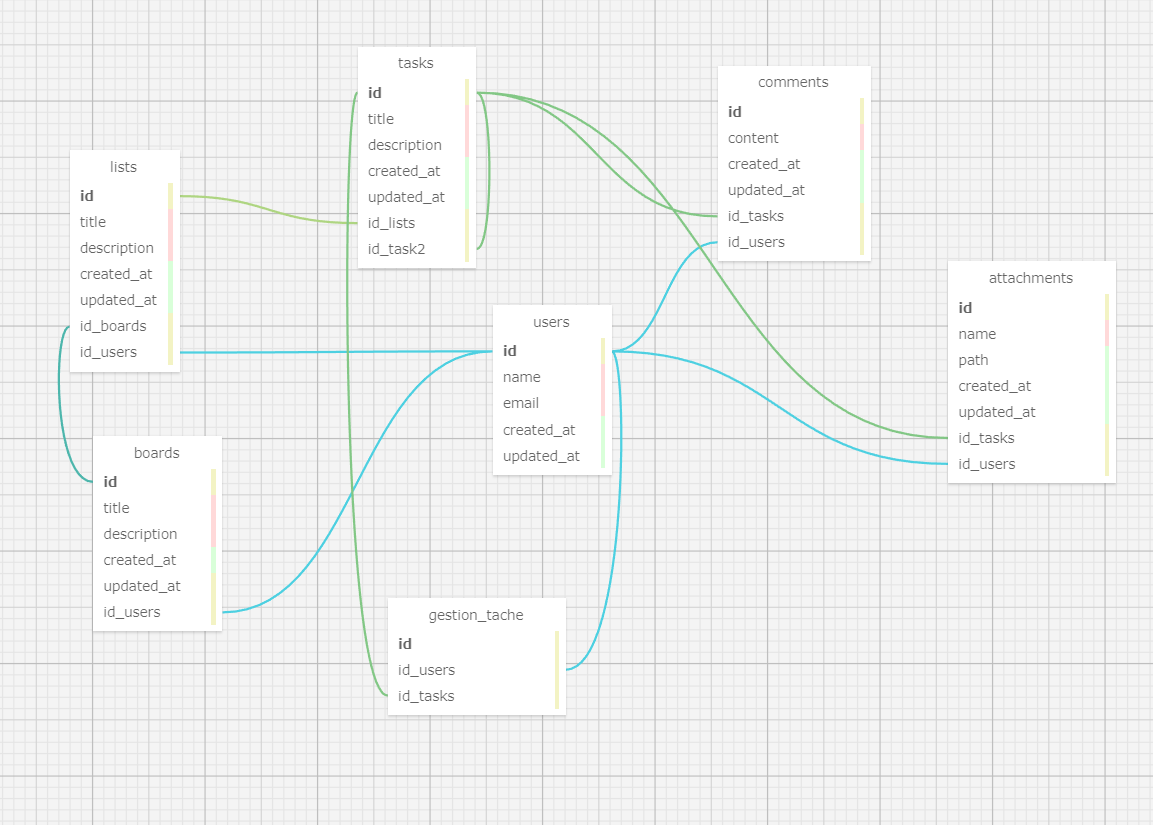 tasks
id
title
description
created_at
updated_at
id_lists
id_task2
comments
id
content
created_at
updated_at
id_tasks
id_users
lists
id
title
description
created_at
updated_at
id_boards
id_users
attachments
id
name
path
created_at
updated_at
id_tasks
id_users
users
id
name
email
created_at
updated_at
boards
id
title
description
created_at
updated_at
id_users
gestion_tache
id
id_users
id_tasks